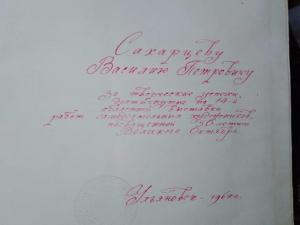 Сахарцеву
Василию Петровичу
за творческие успехи,
достигнутые на 14-й
областной выставке
работ самодеятельных художников,
посвященной 50-летию
Великого Октября
Ульяновск - 1967 г.